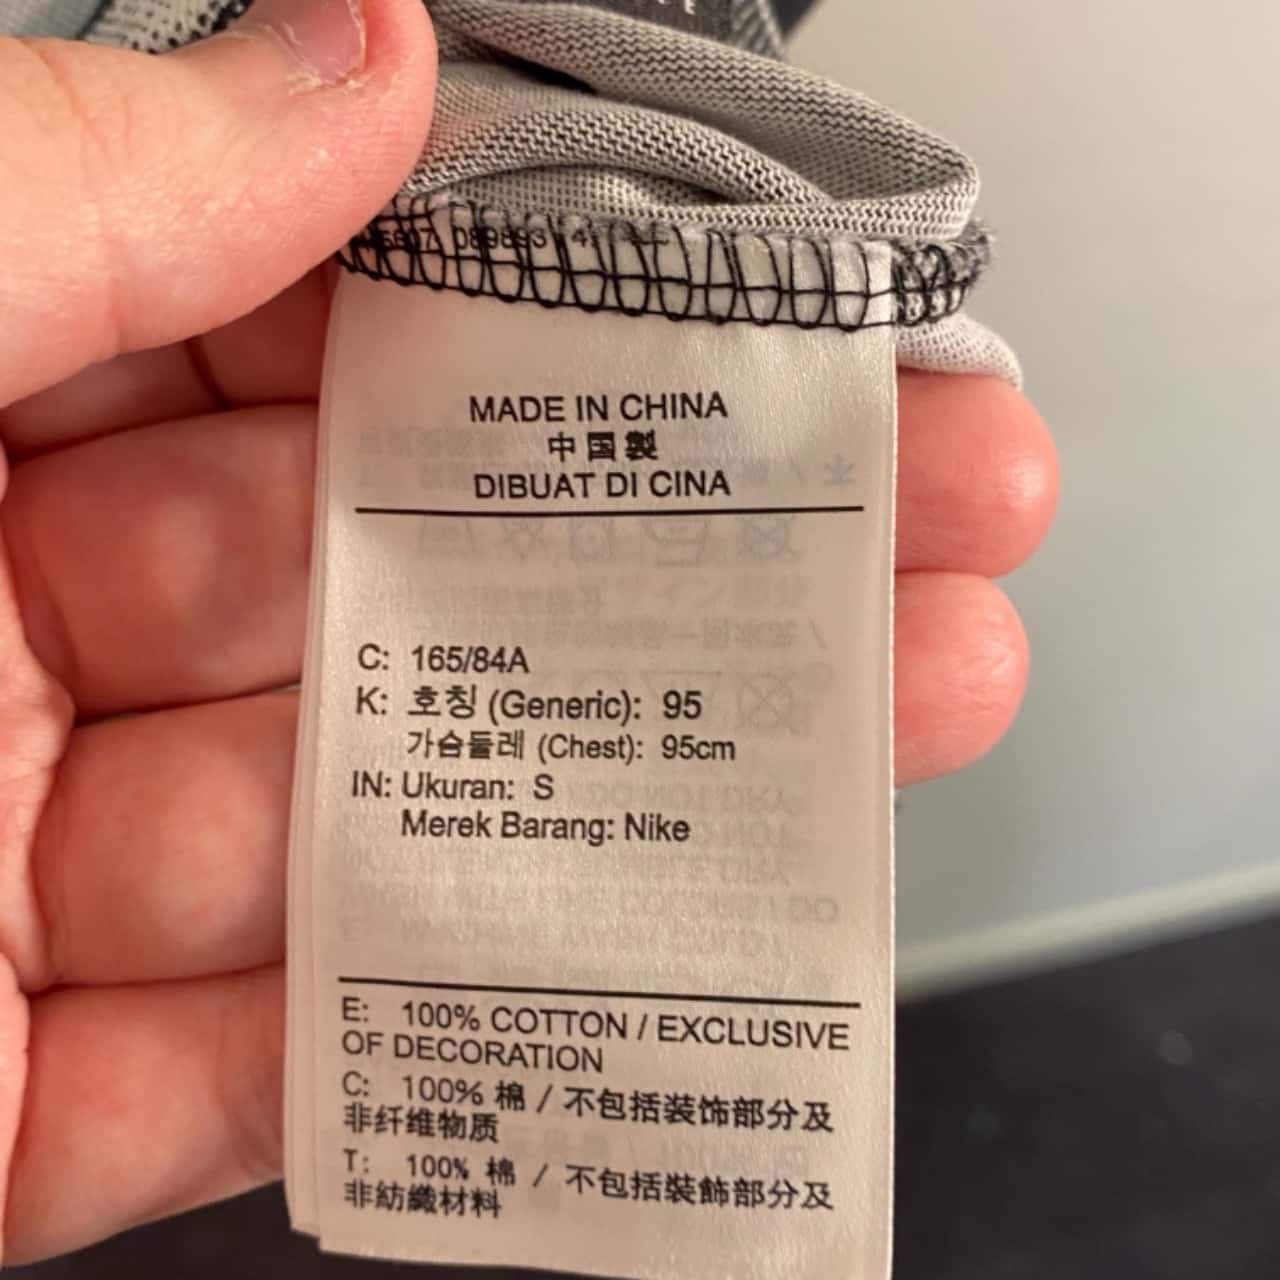 MADE IN CHINA
中国製
DIBUAT DI CINA
C: 165/84A
K: 호칭 (Generic): 95
가슴둘레 (Chest): 95cm
IN: Ukuran: S
Merek Barang: Nike
E: 100% COTTON / EXCLUSIVE
OF DECORATION
C: 100% 棉 / 不包括装饰部分及
非纤维物质
T: 100% 棉 / 不包括裝飾部分及
非紡織材料